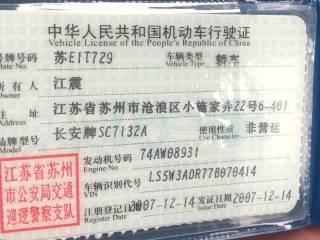 中华人民共和国机动车行驶证
Vehicle License of the People's Republic of China
号牌号码 苏E1T729 车辆类型 轿车
Plate No. Vehicle Type
所有人 江震
Owner
住址 江苏省苏州市沧浪区小施家弄22号6-401
Address
品牌型号 长安牌SC7132A 使用性质 非营运
Model Use Character
发动机号码 74AW08931
Engine No.
江苏省苏州
市公安局交通
巡逻警察支队
车辆识别代号 LS5W3ADR77B070414
VIN
注册登记日期 2007-12-14 发证日期 2007-12-14
Register Date Issue Date